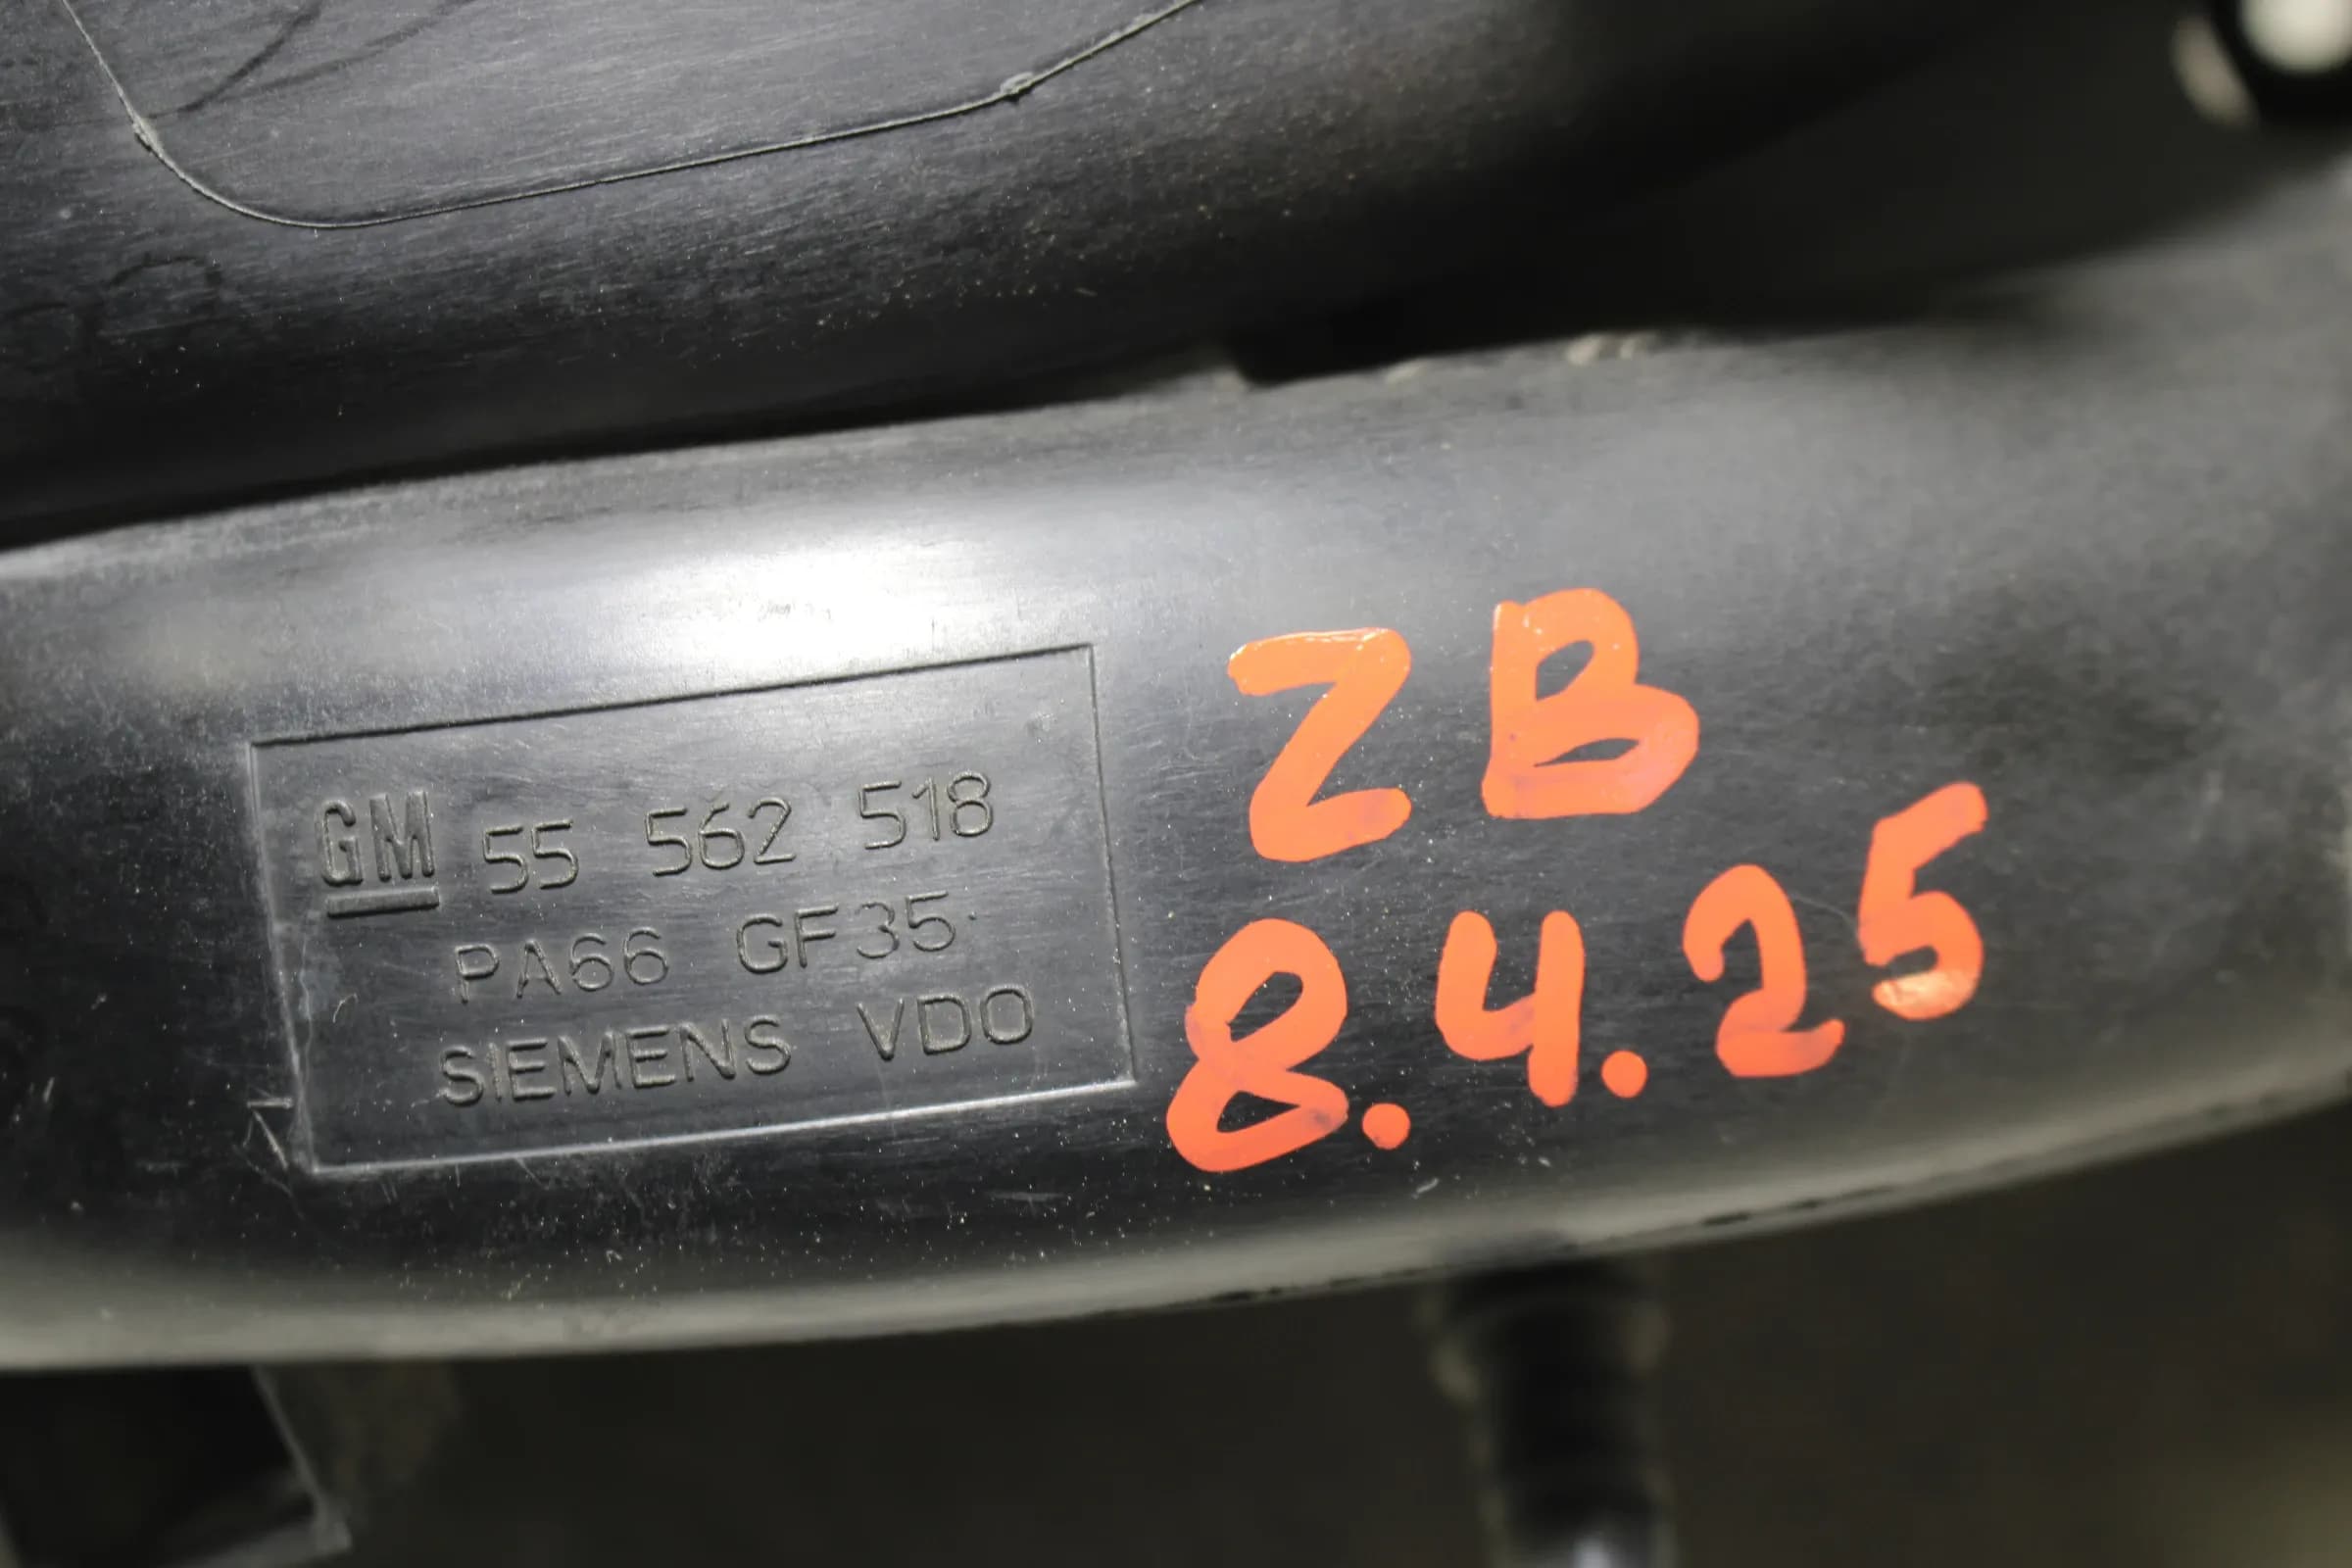 GM 55 562 518
PA66 GF35
SIEMENS VDO
ZB
8.4.25